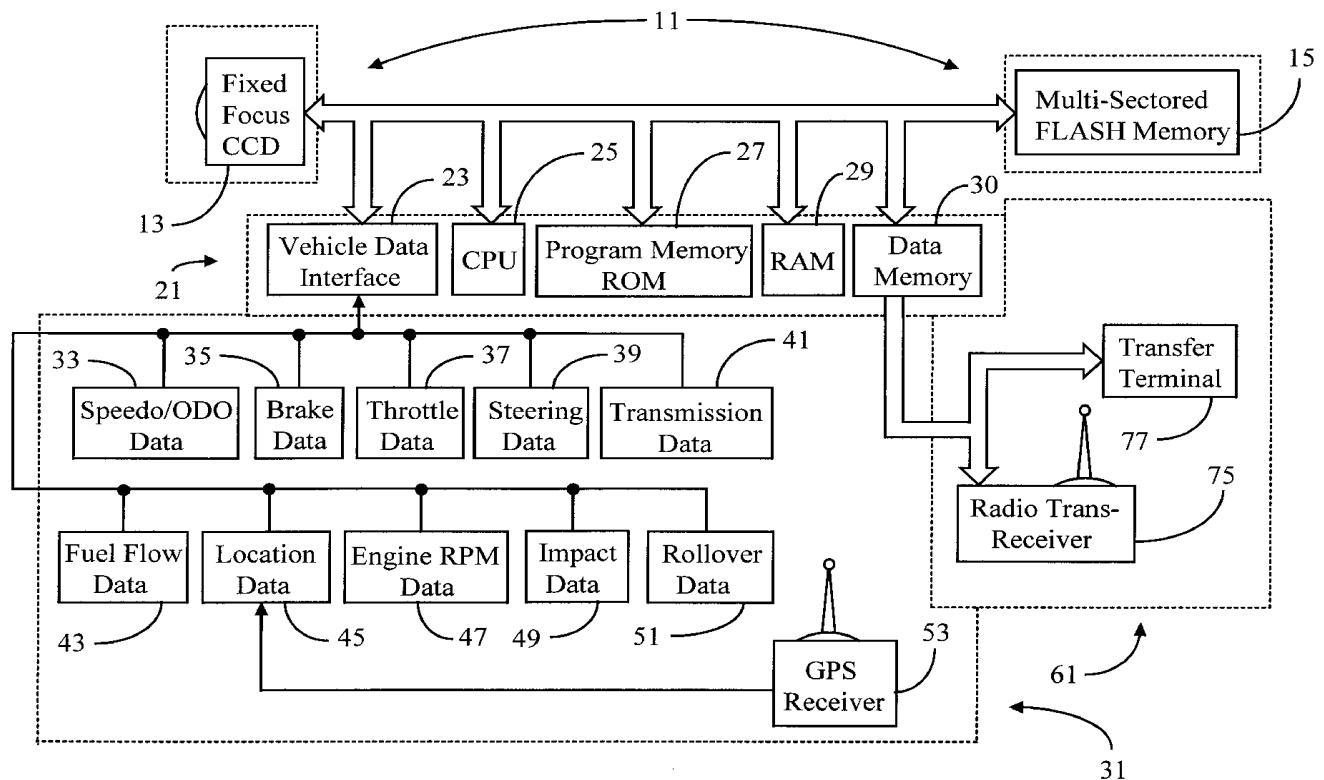 11
Fixed
Focus
CCD
13
Multi-Sectored
FLASH Memory
15
23
25
27
29
30
21
Vehicle Data
Interface
CPU
Program Memory
ROM
RAM
Data
Memory
33
35
37
39
41
Speedo/ODO
Data
Brake
Data
Throttle
Data
Steering
Data
Transmission
Data
Transfer
Terminal
77
Radio Trans-
Receiver
75
Fuel Flow
Data
Location
Data
Engine RPM
Data
Impact
Data
Rollover
Data
43
45
47
49
51
GPS
Receiver
53
61
31